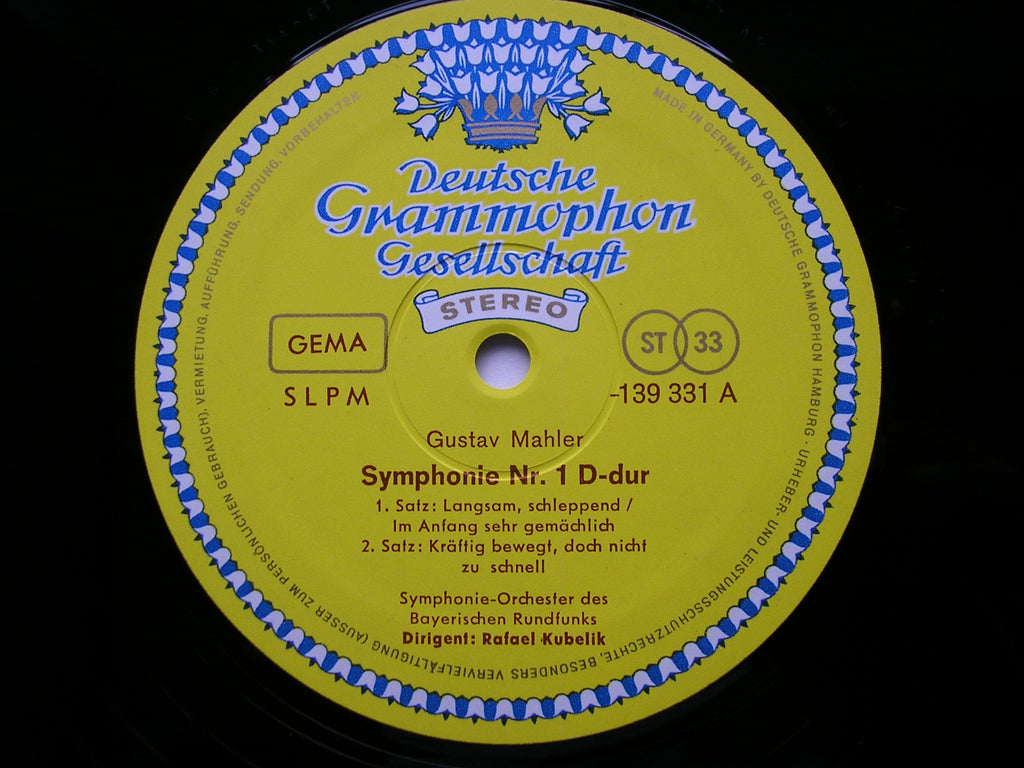 Deutsche
Grammophon
Gesellschaft
STEREO
GEMA
ST 33
SLPM
-139 331 A
Gustav Mahler
Symphonie Nr. 1 D-dur
1. Satz: Langsam, schleppend /
Im Anfang sehr gemächlich
2. Satz: Kräftig bewegt, doch nicht
zu schnell
Symphonie-Orchester des
Bayerischen Rundfunks
Dirigent: Rafael Kubelik
MADE IN GERMANY BY DEUTSCHE GRAMMOPHON HAMBURG · URHEBER- UND LEISTUNGSSCHUTZRECHTE, BESONDERS VERVIELFÄLTIGUNG (AUSSER ZUM PERSÖNLICHEN GEBRAUCH), VERMIETUNG, AUFFÜHRUNG, SENDUNG, VORBEHALTEN